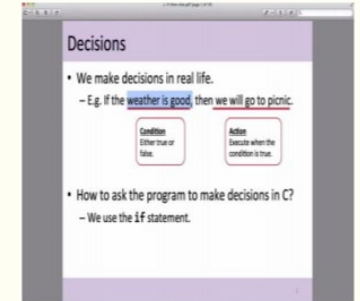 Decisions
• We make decisions in real life.
– E.g. If the weather is good, then we will go to picnic.
Condition
Either true or
false.
Action
Execute when the
condition is true.
• How to ask the program to make decisions in C?
– We use the if statement.